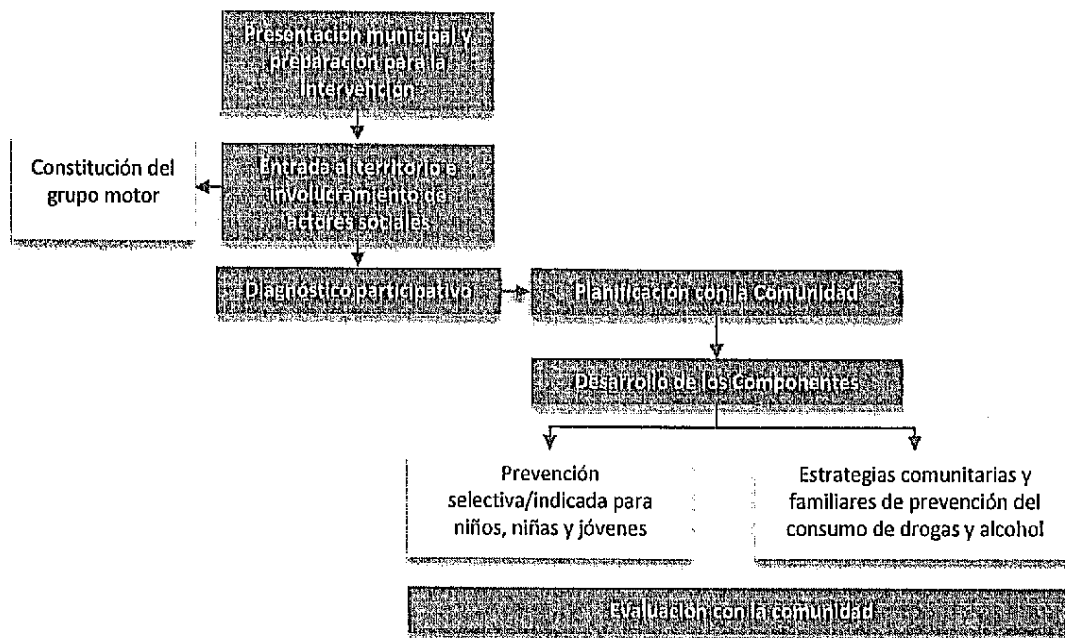 Presentación municipal y
preparación para la
intervención
Constitución del
grupo motor
Entrada al territorio e
involucramiento de
actores sociales
Diagnóstico participativo
Planificación con la Comunidad
Desarrollo de los Componentes
Prevención
selectiva/indicada para
niños, niñas y jóvenes
Estrategias comunitarias y
familiares de prevención del
consumo de drogas y alcohol
Evaluación con la comunidad